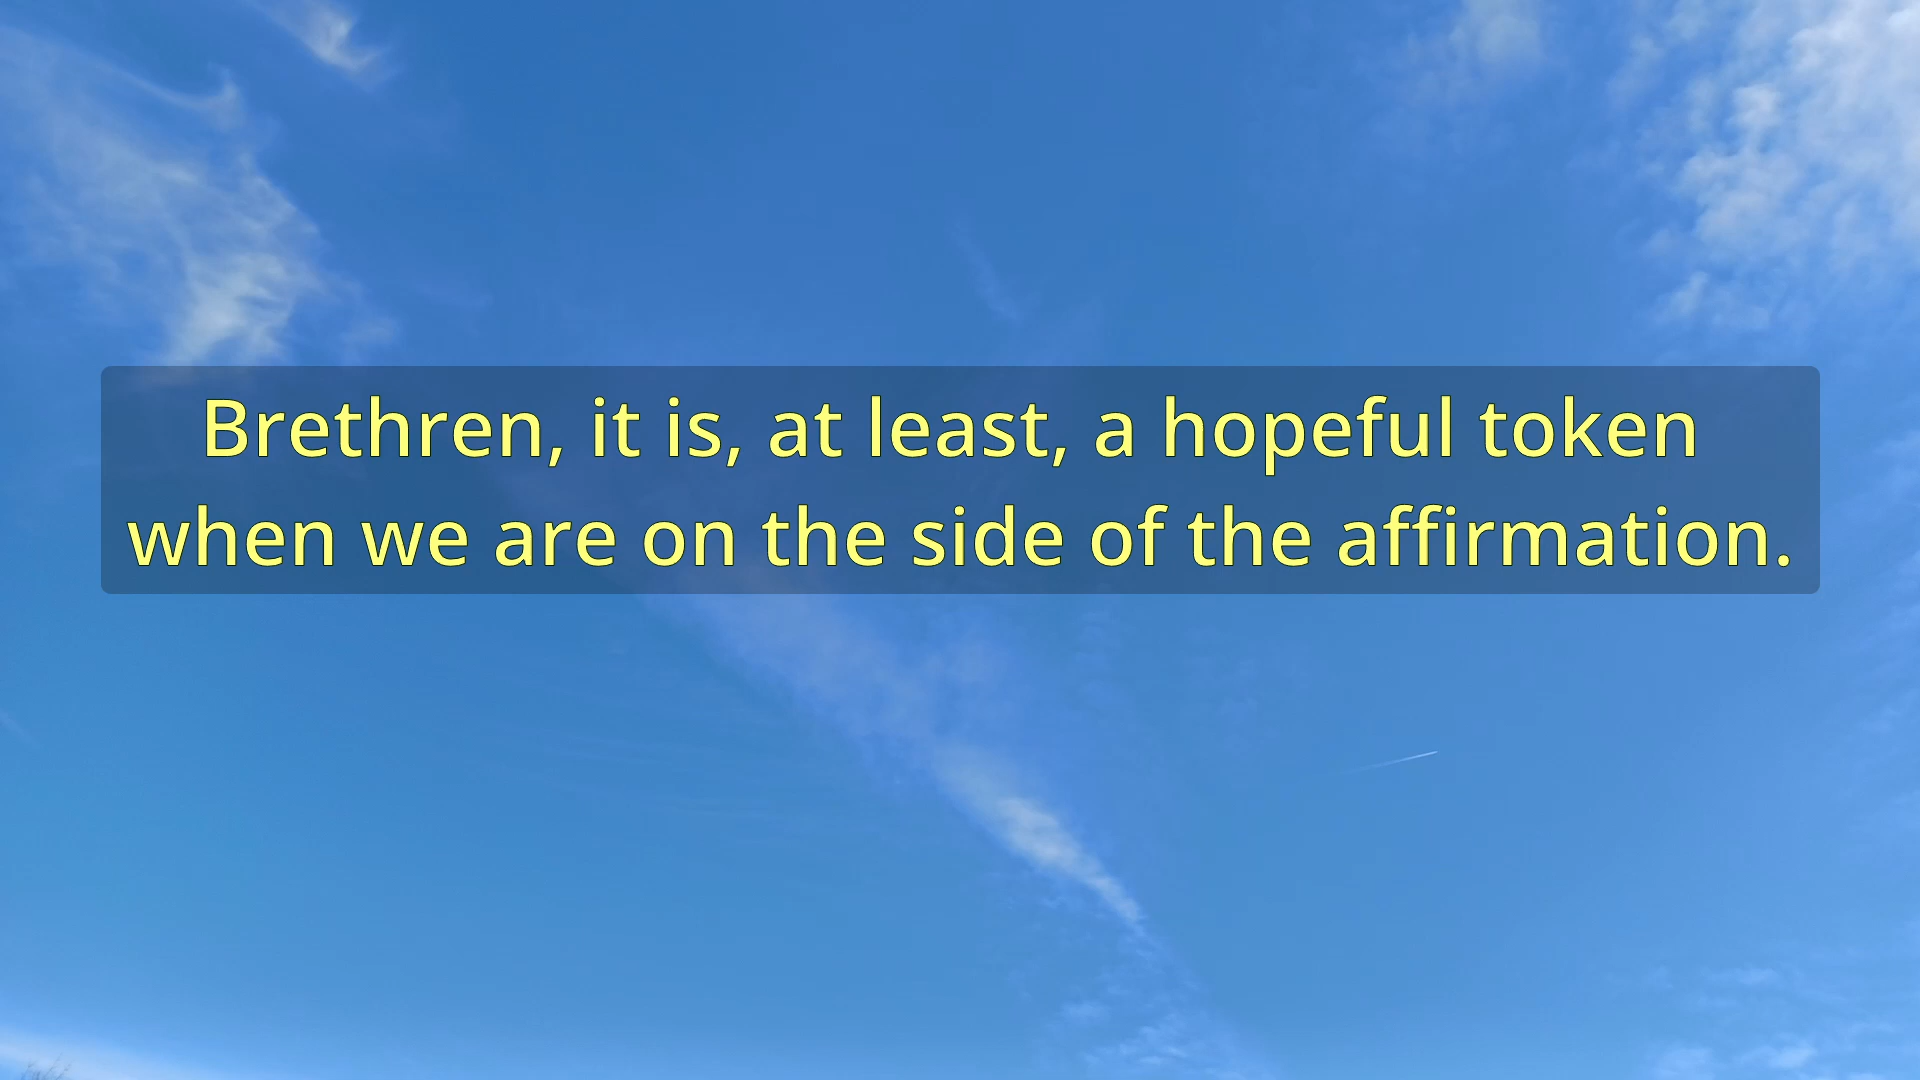 Brethren, it is, at least, a hopeful token
when we are on the side of the affirmation.